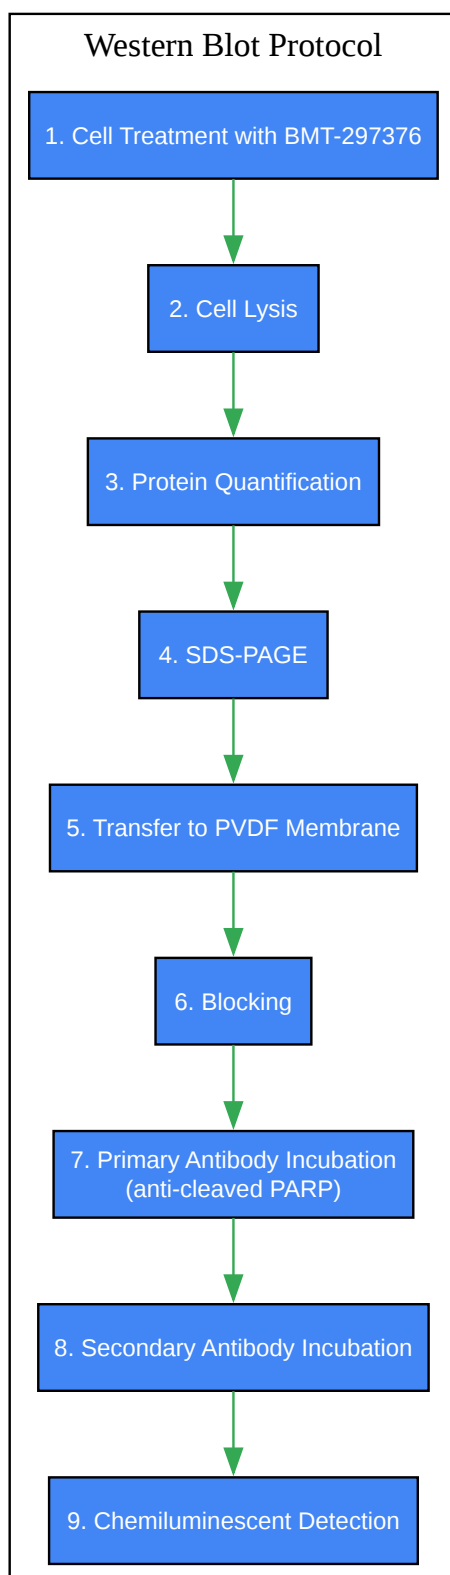 Western Blot Protocol
1. Cell Treatment with BMT-297376
2. Cell Lysis
3. Protein Quantification
4. SDS-PAGE
5. Transfer to PVDF Membrane
6. Blocking
7. Primary Antibody Incubation
(anti-cleaved PARP)
8. Secondary Antibody Incubation
9. Chemiluminescent Detection